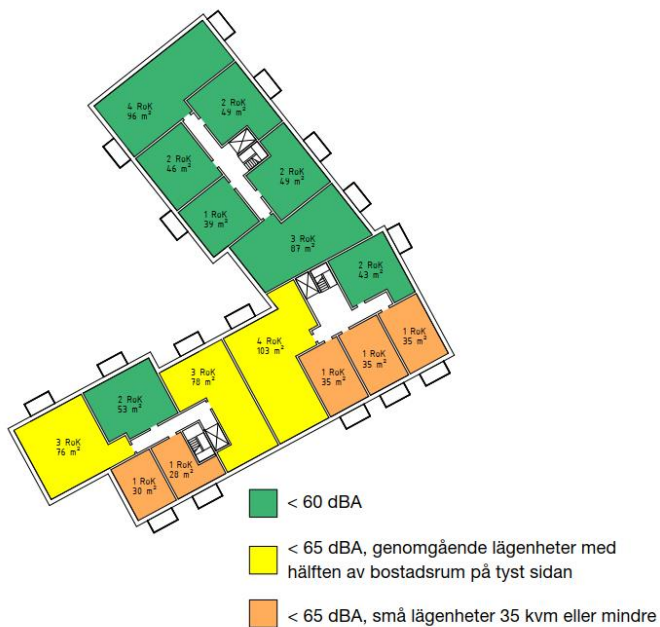 4 RoK
96 m²
2 RoK
49 m²
2 RoK
46 m²
2 RoK
49 m²
1 RoK
39 m²
3 RoK
87 m²
2 RoK
43 m²
4 RoK
103 m²
1 RoK
35 m²
1 RoK
35 m²
1 RoK
35 m²
3 RoK
78 m²
2 RoK
53 m²
3 RoK
76 m²
1 RoK
28 m²
1 RoK
30 m²
< 60 dBA
< 65 dBA, genomgående lägenheter med
hälften av bostadsrum på tyst sidan
< 65 dBA, små lägenheter 35 kvm eller mindre